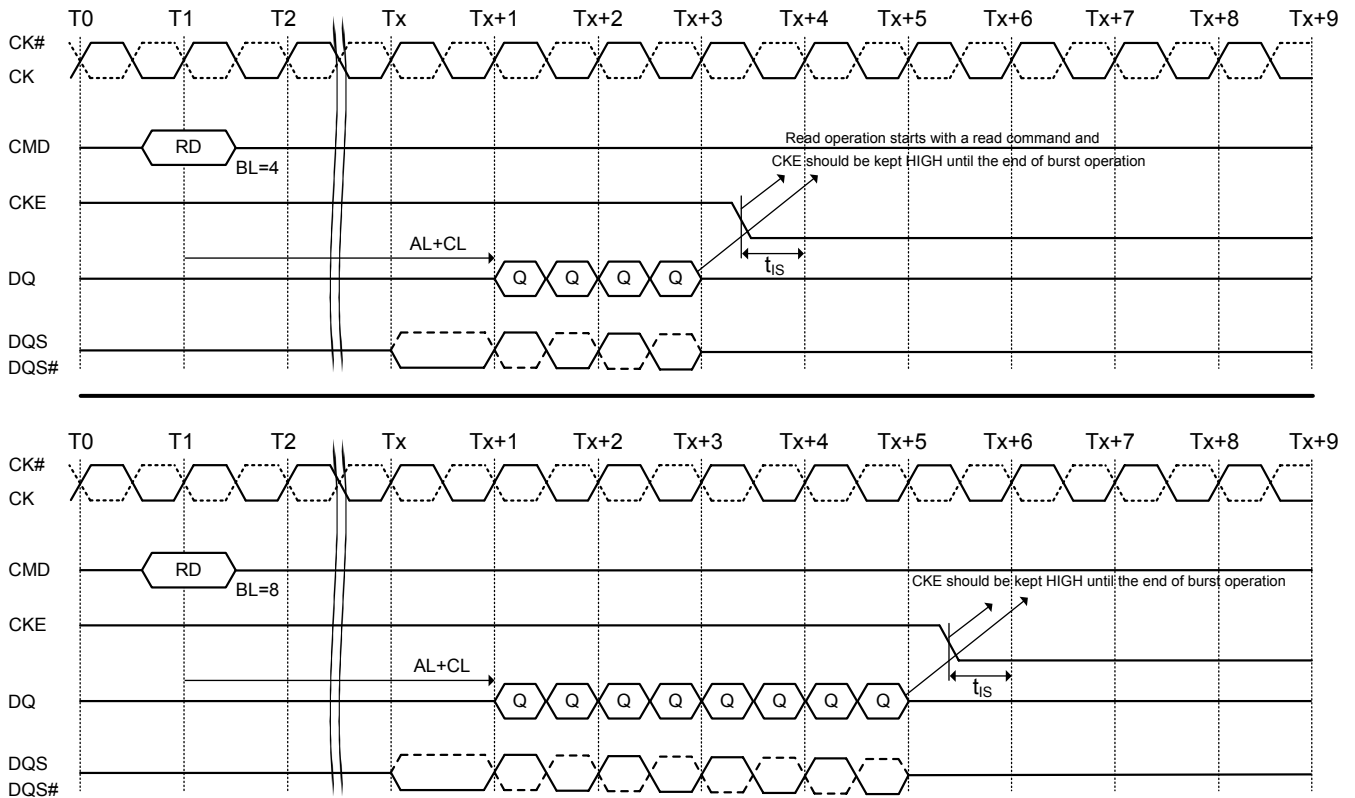 T0 T1 T2 Tx Tx+1 Tx+2 Tx+3 Tx+4 Tx+5 Tx+6 Tx+7 Tx+8 Tx+9
CK#
CK
CMD RD BL=4
Read operation starts with a read command and
CKE should be kept HIGH until the end of burst operation
CKE
AL+CL
tIS
DQ Q Q Q Q
DQS
DQS#
T0 T1 T2 Tx Tx+1 Tx+2 Tx+3 Tx+4 Tx+5 Tx+6 Tx+7 Tx+8 Tx+9
CK#
CK
CMD RD BL=8
CKE should be kept HIGH until the end of burst operation
CKE
AL+CL
tIS
DQ Q Q Q Q Q Q Q Q
DQS
DQS#